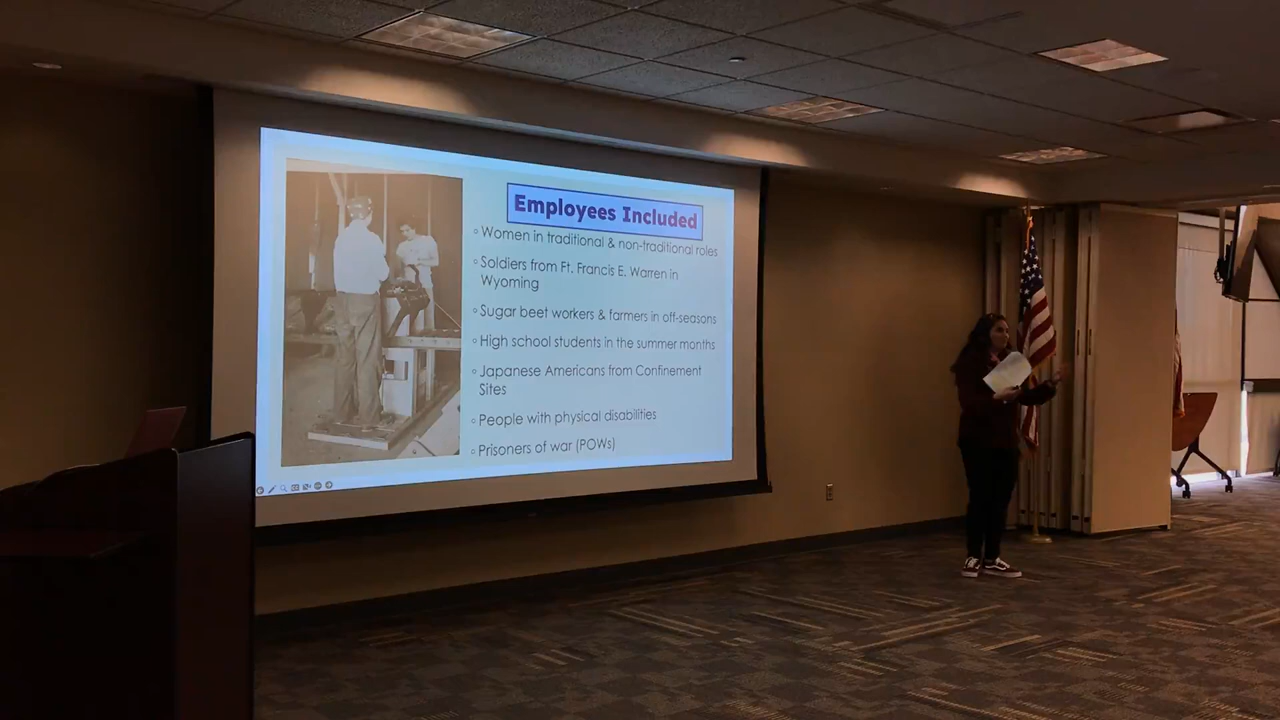 Employees Included
◦ Women in traditional & non-traditional roles
◦ Soldiers from Ft. Francis E. Warren in
Wyoming
◦ Sugar beet workers & farmers in off-seasons
◦ High school students in the summer months
◦ Japanese Americans from Confinement
Sites
◦ People with physical disabilities
◦ Prisoners of war (POWs)